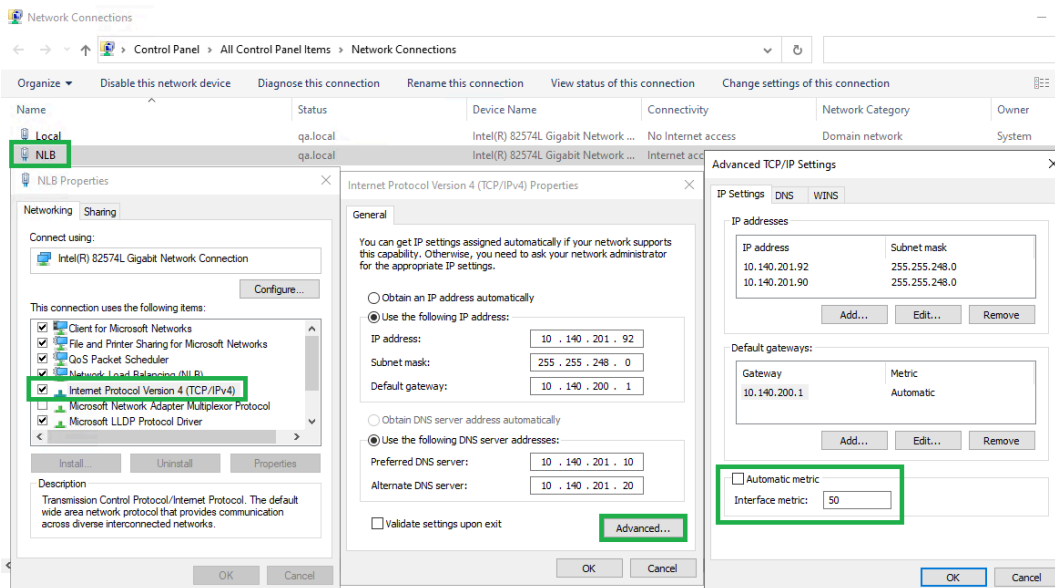 Network Connections
Control Panel > All Control Panel Items > Network Connections
Organize Disable this network device Diagnose this connection Rename this connection View status of this connection Change settings of this connection
Name Status Device Name Connectivity Network Category Owner
Local qa.local Intel(R) 82574L Gigabit Network ... No Internet access Domain network System
NLB qa.local Intel(R) 82574L Gigabit Network ... Internet acc
NLB Properties
Networking Sharing
Connect using:
Intel(R) 82574L Gigabit Network Connection
Configure...
This connection uses the following items:
Client for Microsoft Networks
File and Printer Sharing for Microsoft Networks
QoS Packet Scheduler
Network Load Balancing (NLB)
Internet Protocol Version 4 (TCP/IPv4)
Microsoft Network Adapter Multiplexor Protocol
Microsoft LLDP Protocol Driver
Install... Uninstall Properties
Description
Transmission Control Protocol/Internet Protocol. The default
wide area network protocol that provides communication
across diverse interconnected networks.
OK Cancel
Internet Protocol Version 4 (TCP/IPv4) Properties
General
You can get IP settings assigned automatically if your network supports
this capability. Otherwise, you need to ask your network administrator
for the appropriate IP settings.
Obtain an IP address automatically
Use the following IP address:
IP address: 10 . 140 . 201 . 92
Subnet mask: 255 . 255 . 248 . 0
Default gateway: 10 . 140 . 200 . 1
Obtain DNS server address automatically
Use the following DNS server addresses:
Preferred DNS server: 10 . 140 . 201 . 10
Alternate DNS server: 10 . 140 . 201 . 20
Validate settings upon exit
Advanced...
OK Cancel
Advanced TCP/IP Settings
IP Settings DNS WINS
IP addresses
IP address Subnet mask
10.140.201.92 255.255.248.0
10.140.201.90 255.255.248.0
Add... Edit... Remove
Default gateways:
Gateway Metric
10.140.200.1 Automatic
Add... Edit... Remove
Automatic metric
Interface metric: 50
OK Cancel